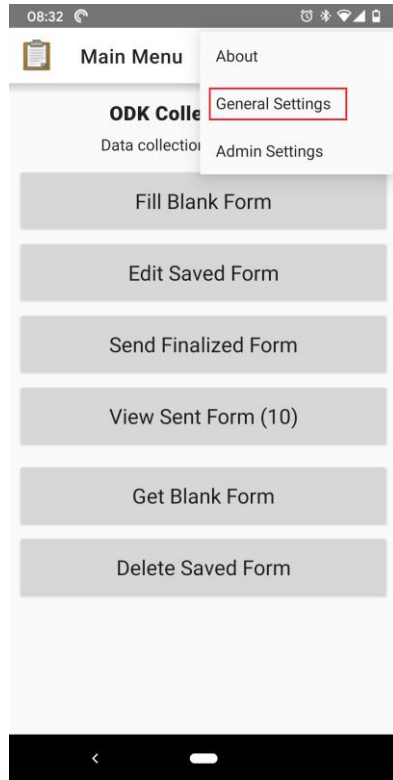 08:32
Main Menu
About
General Settings
Admin Settings
ODK Colle
Data collection
Fill Blank Form
Edit Saved Form
Send Finalized Form
View Sent Form (10)
Get Blank Form
Delete Saved Form